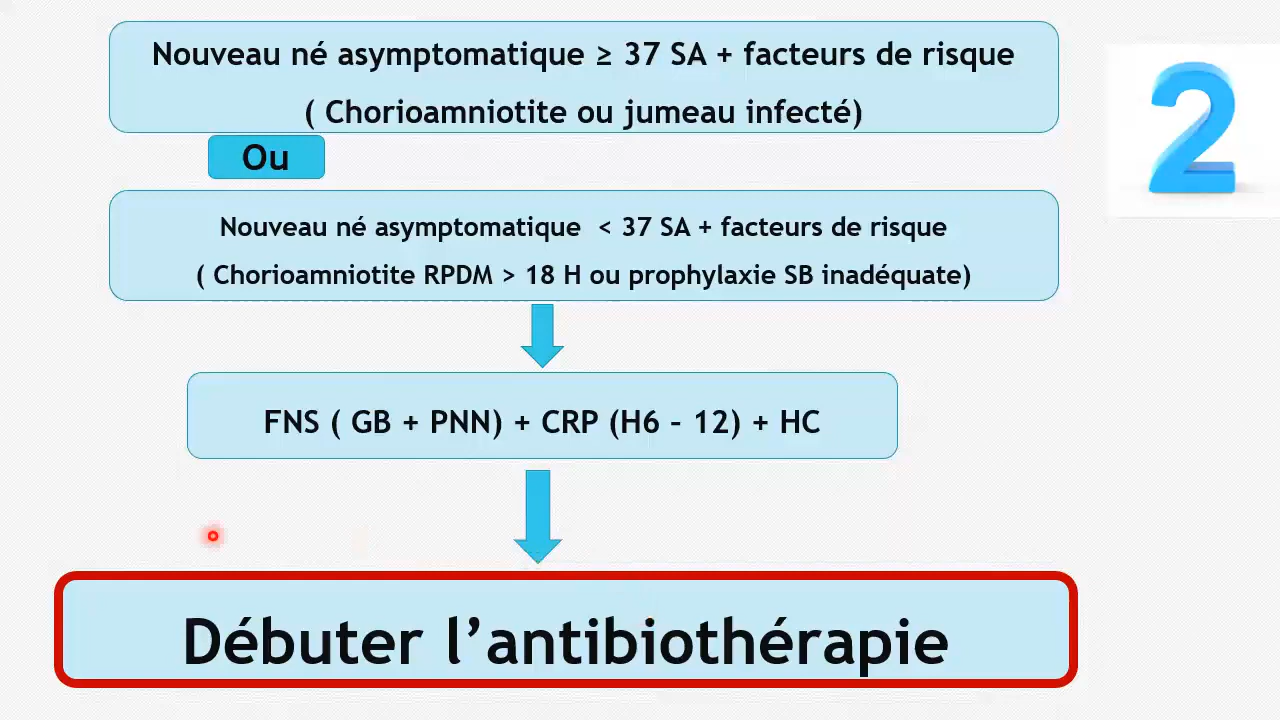 Nouveau né asymptomatique ≥ 37 SA + facteurs de risque
( Chorioamniotite ou jumeau infecté)
Ou
Nouveau né asymptomatique < 37 SA + facteurs de risque
( Chorioamniotite RPDM > 18 H ou prophylaxie SB inadéquate)
FNS ( GB + PNN) + CRP (H6 – 12) + HC
Débuter l’antibiothérapie
2